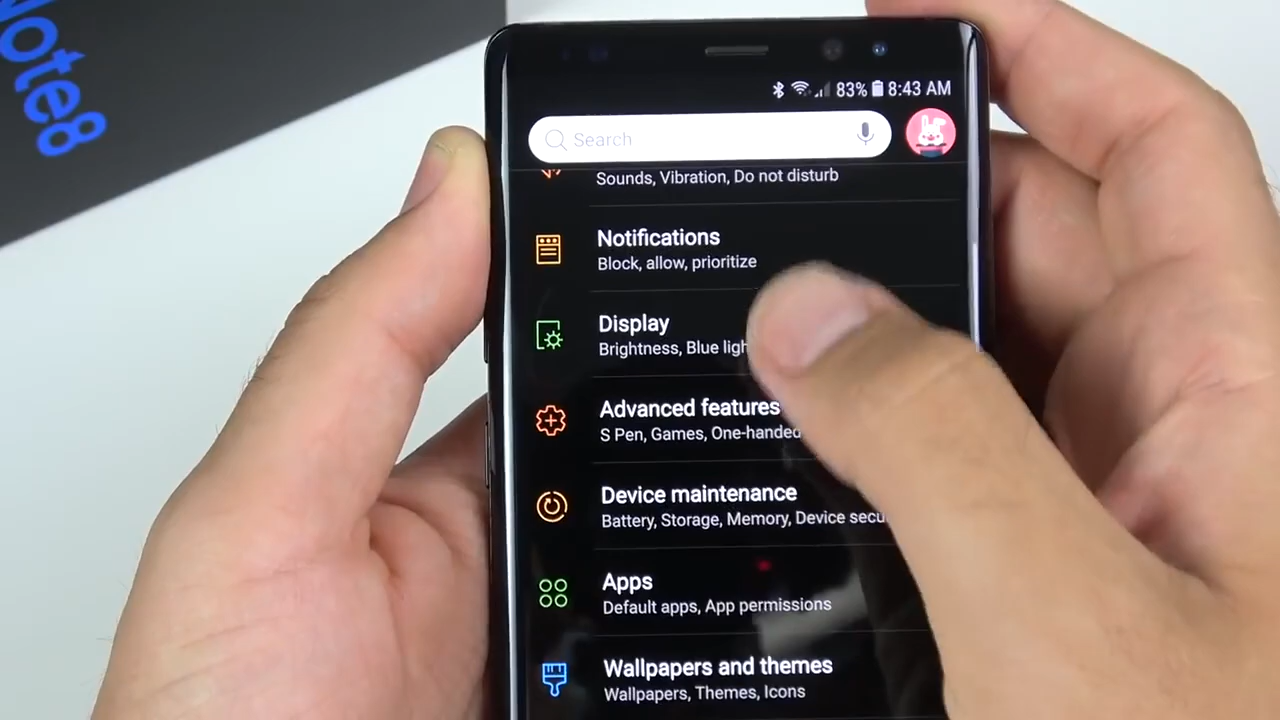 Note8
83% 8:43 AM
Search
Sounds, Vibration, Do not disturb
Notifications
Block, allow, prioritize
Display
Brightness, Blue
Advanced features
S Pen, Games, One-handed
Device maintenance
Battery, Storage, Memory, Device
Apps
Default apps, App permissions
Wallpapers and themes
Wallpapers, Themes, Icons